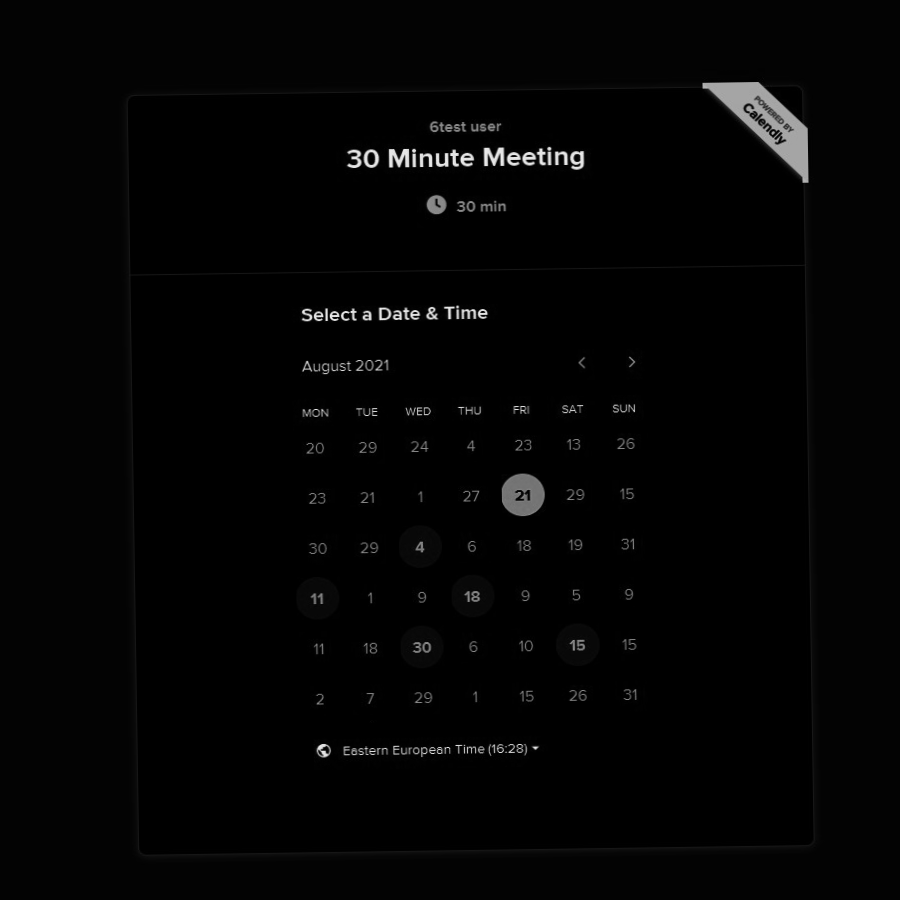 POWERED BY
Calendly
6test user
30 Minute Meeting
30 min
Select a Date & Time
August 2021
MON TUE WED THU FRI SAT SUN
20 29 24 4 23 13 26
23 21 1 27 21 29 15
30 29 4 6 18 19 31
11 1 9 18 9 5 9
11 18 30 6 10 15 15
2 7 29 1 15 26 31
Eastern European Time (16:28)